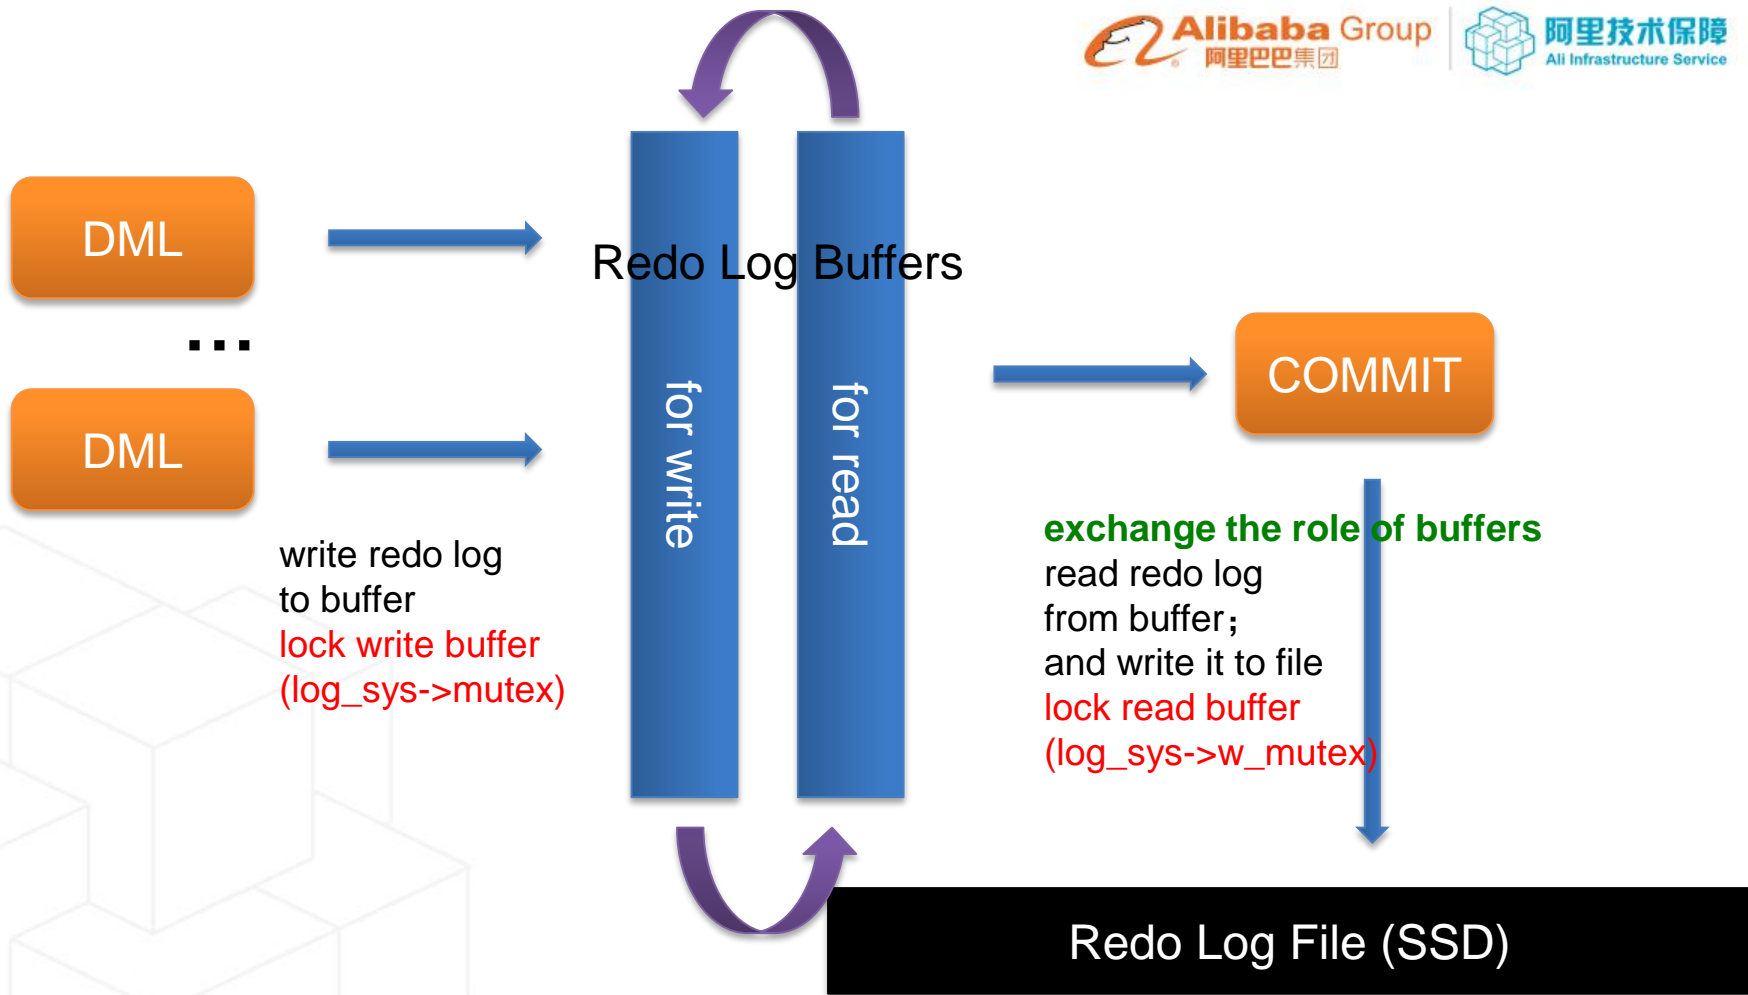 Alibaba Group
阿里巴巴集团
阿里技术保障
Ali Infrastructure Service
DML
...
DML
Redo Log Buffers
for write
for read
COMMIT
write redo log
to buffer
lock write buffer
(log_sys->mutex)
exchange the role of buffers
read redo log
from buffer；
and write it to file
lock read buffer
(log_sys->w_mutex)
Redo Log File (SSD)